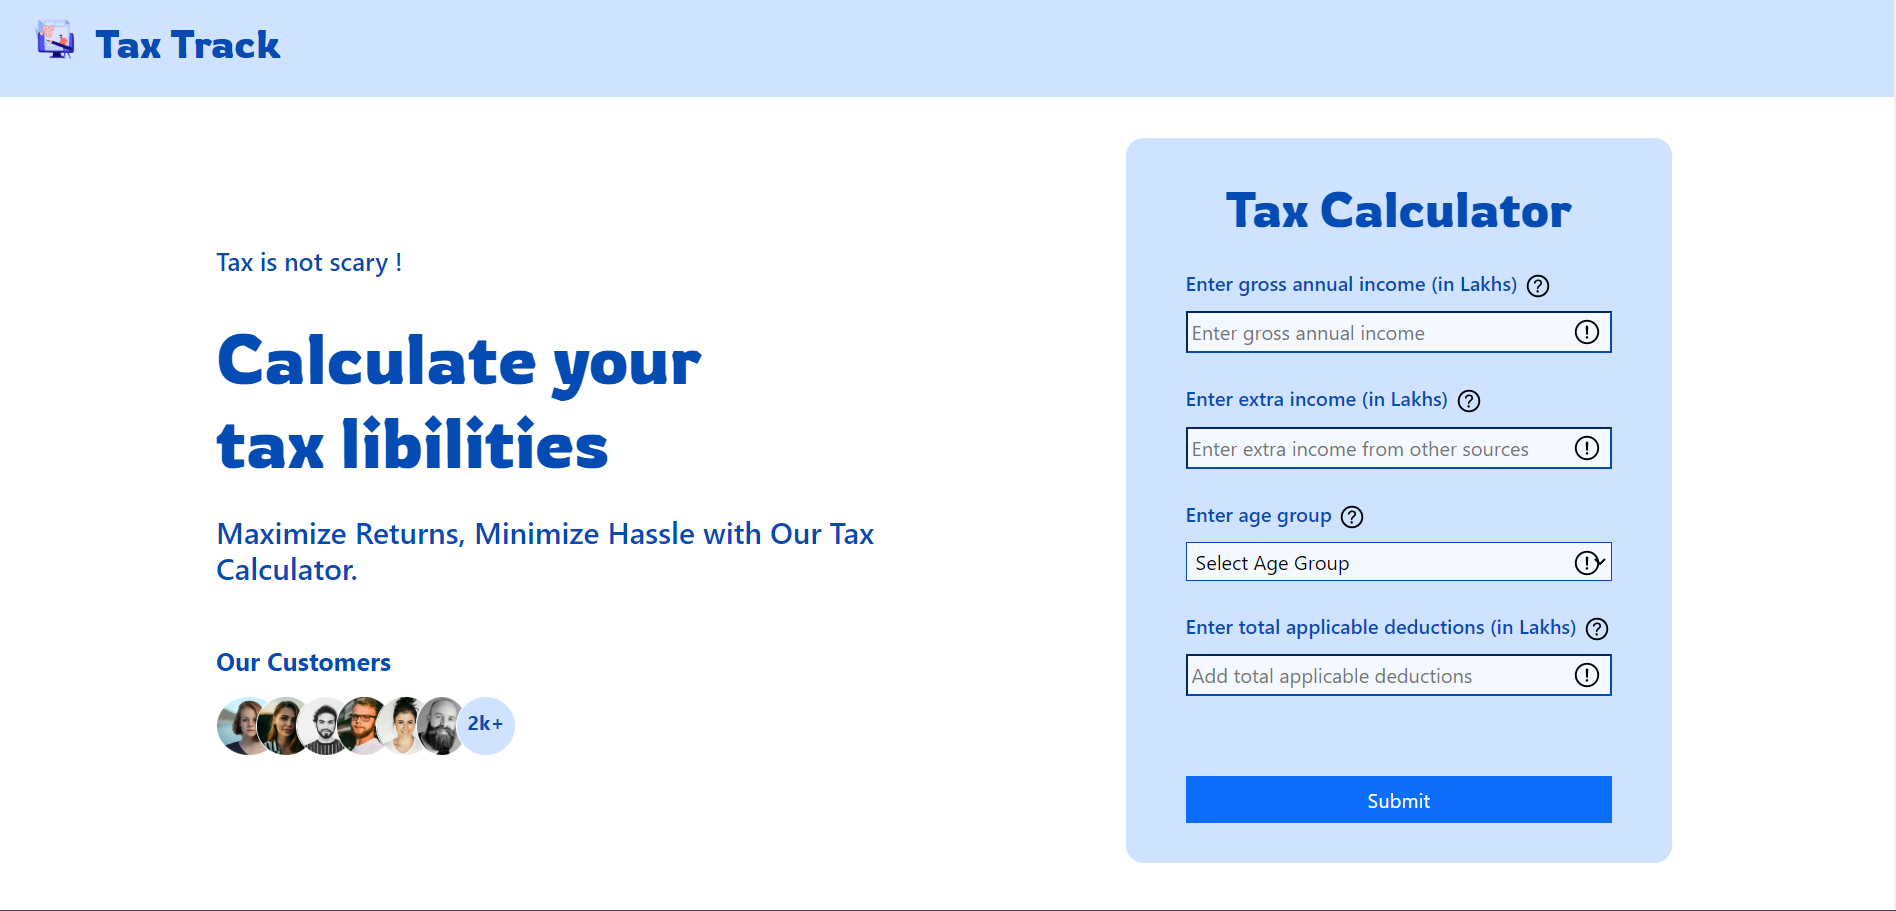 Tax Track
Tax is not scary !
Calculate your
tax libilities
Maximize Returns, Minimize Hassle with Our Tax
Calculator.
Our Customers
2k+
Tax Calculator
Enter gross annual income (in Lakhs) ?
Enter gross annual income !
Enter extra income (in Lakhs) ?
Enter extra income from other sources !
Enter age group ?
Select Age Group !
Enter total applicable deductions (in Lakhs) ?
Add total applicable deductions !
Submit